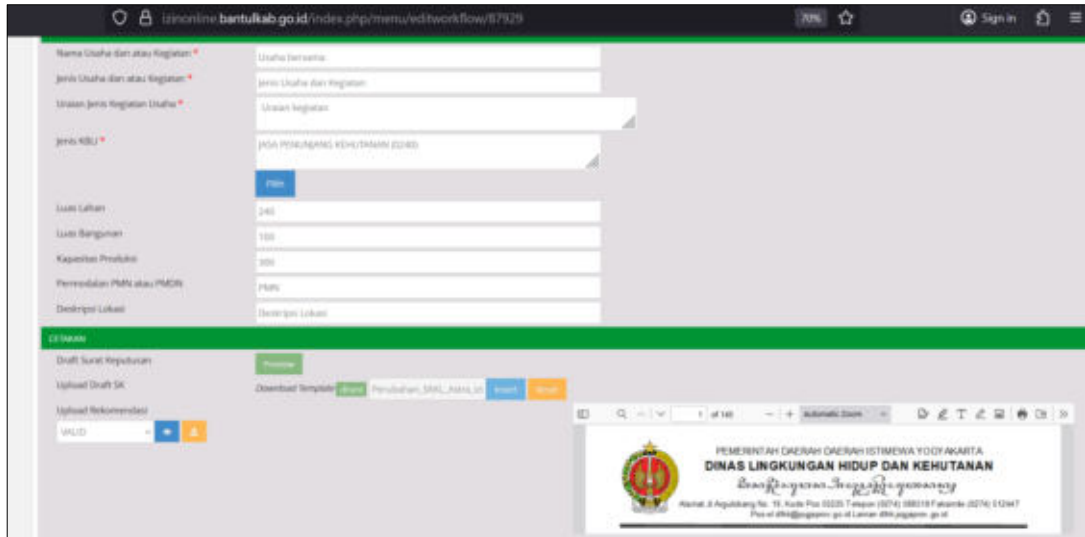 izinonline.bantulkab.go.id/index.php/menu/editworkflow/87929
70%
Sign in
Nama Usaha dan atau Kegiatan *
Usaha bersama
Jenis Usaha dan atau Kegiatan *
Jenis Usaha dan Kegiatan
Uraian Jenis Kegiatan Usaha *
Uraian kegiatan
Jenis KBLI *
JASA PENUNJANG KEHUTANAN (0240)
Pilih
Luas Lahan
240
Luas Bangunan
100
Kapasitas Produksi
300
Permodalan PMN atau PMDN
PMN
Deskripsi Lokasi
Deskripsi Lokasi
CETAKAN
Draft Surat Keputusan
Preview
Upload Draft SK
Download Template
Upload Rekomendasi
VALID
1 of
Automatic Zoom
PEMERINTAH DAERAH DAERAH ISTIMEWA YOGYAKARTA
DINAS LINGKUNGAN HIDUP DAN KEHUTANAN